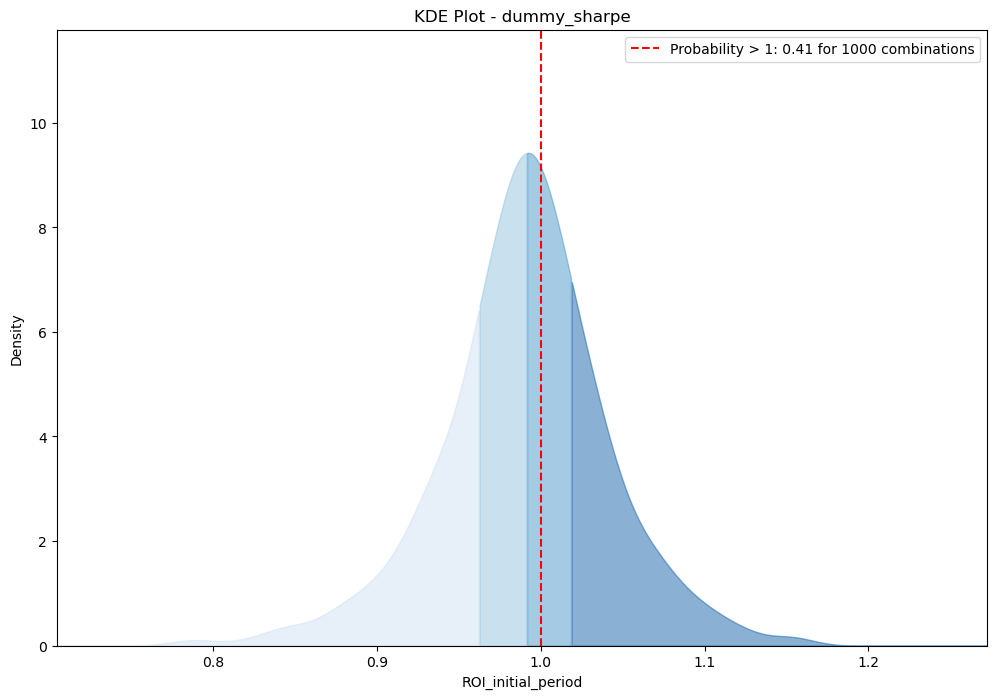 KDE Plot - dummy_sharpe
Probability > 1: 0.41 for 1000 combinations
Density
10
8
6
4
2
0
0.8
0.9
1.0
1.1
1.2
ROI_initial_period